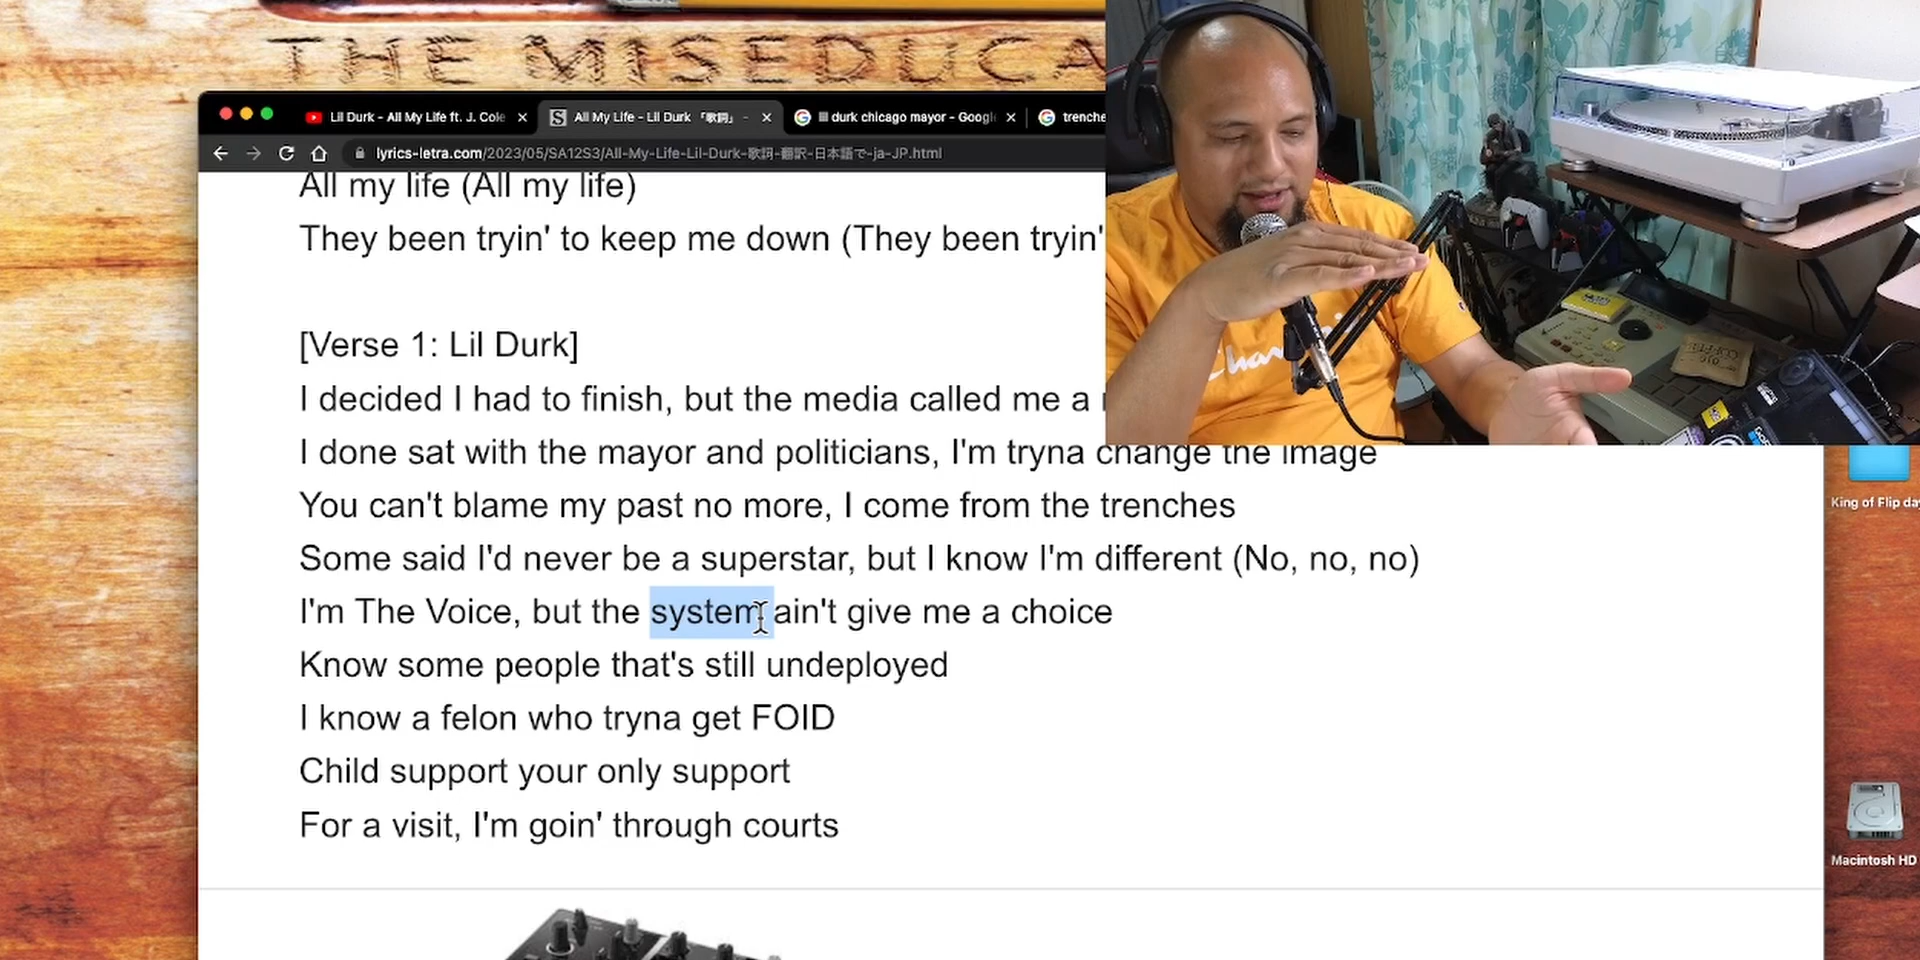 THE MISEDUCA
Lil Durk - All My Life ft. J. Cole
All My Life - Lil Durk 「歌詞」 -
lil durk chicago mayor - Googl
trenche
lyrics-letra.com/2023/05/SA12S3/All-My-Life-Lil-Durk-歌詞-翻訳-日本語で-ja-JP.html
All my life (All my life)
They been tryin' to keep me down (They been tryin'
[Verse 1: Lil Durk]
I decided I had to finish, but the media called me a
I done sat with the mayor and politicians, I'm tryna change the image
You can't blame my past no more, I come from the trenches
Some said I'd never be a superstar, but I know I'm different (No, no, no)
I'm The Voice, but the system ain't give me a choice
Know some people that's still undeployed
I know a felon who tryna get FOID
Child support your only support
For a visit, I'm goin' through courts
King of Flip da
Macintosh HD